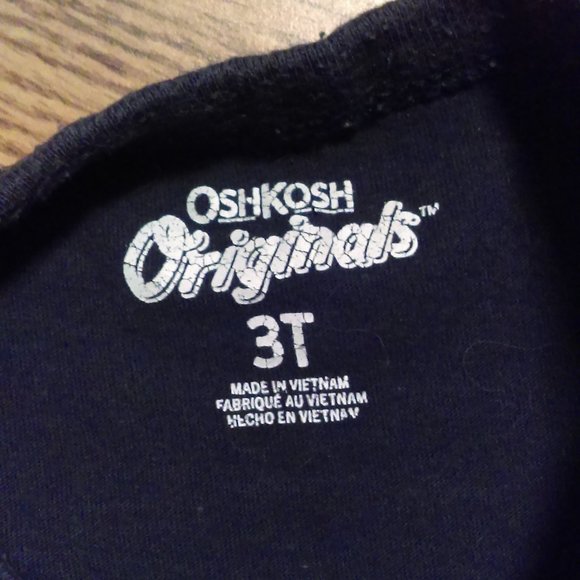 OSHKOSH
Originals™
3T
MADE IN VIETNAM
FABRIQUÉ AU VIETNAM
HECHO EN VIETNAM